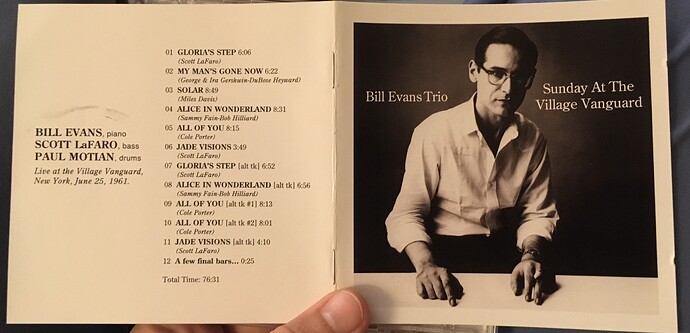 BILL EVANS, piano
SCOTT LaFARO, bass
PAUL MOTIAN, drums
Live at the Village Vanguard,
New York, June 25, 1961.
01 GLORIA'S STEP 6:06
(Scott LaFaro)
02 MY MAN'S GONE NOW 6:22
(George & Ira Gershwin-DuBose Heyward)
03 SOLAR 8:49
(Miles Davis)
04 ALICE IN WONDERLAND 8:31
(Sammy Fain-Bob Hilliard)
05 ALL OF YOU 8:15
(Cole Porter)
06 JADE VISIONS 3:49
(Scott LaFaro)
07 GLORIA'S STEP [alt tk] 6:52
(Scott LaFaro)
08 ALICE IN WONDERLAND [alt tk] 6:56
(Sammy Fain-Bob Hilliard)
09 ALL OF YOU [alt tk #1] 8:13
(Cole Porter)
10 ALL OF YOU [alt tk #2] 8:01
(Cole Porter)
11 JADE VISIONS [alt tk] 4:10
(Scott LaFaro)
12 A few final bars... 0:25
Total Time: 76:31
Bill Evans Trio
Sunday At The
Village Vanguard